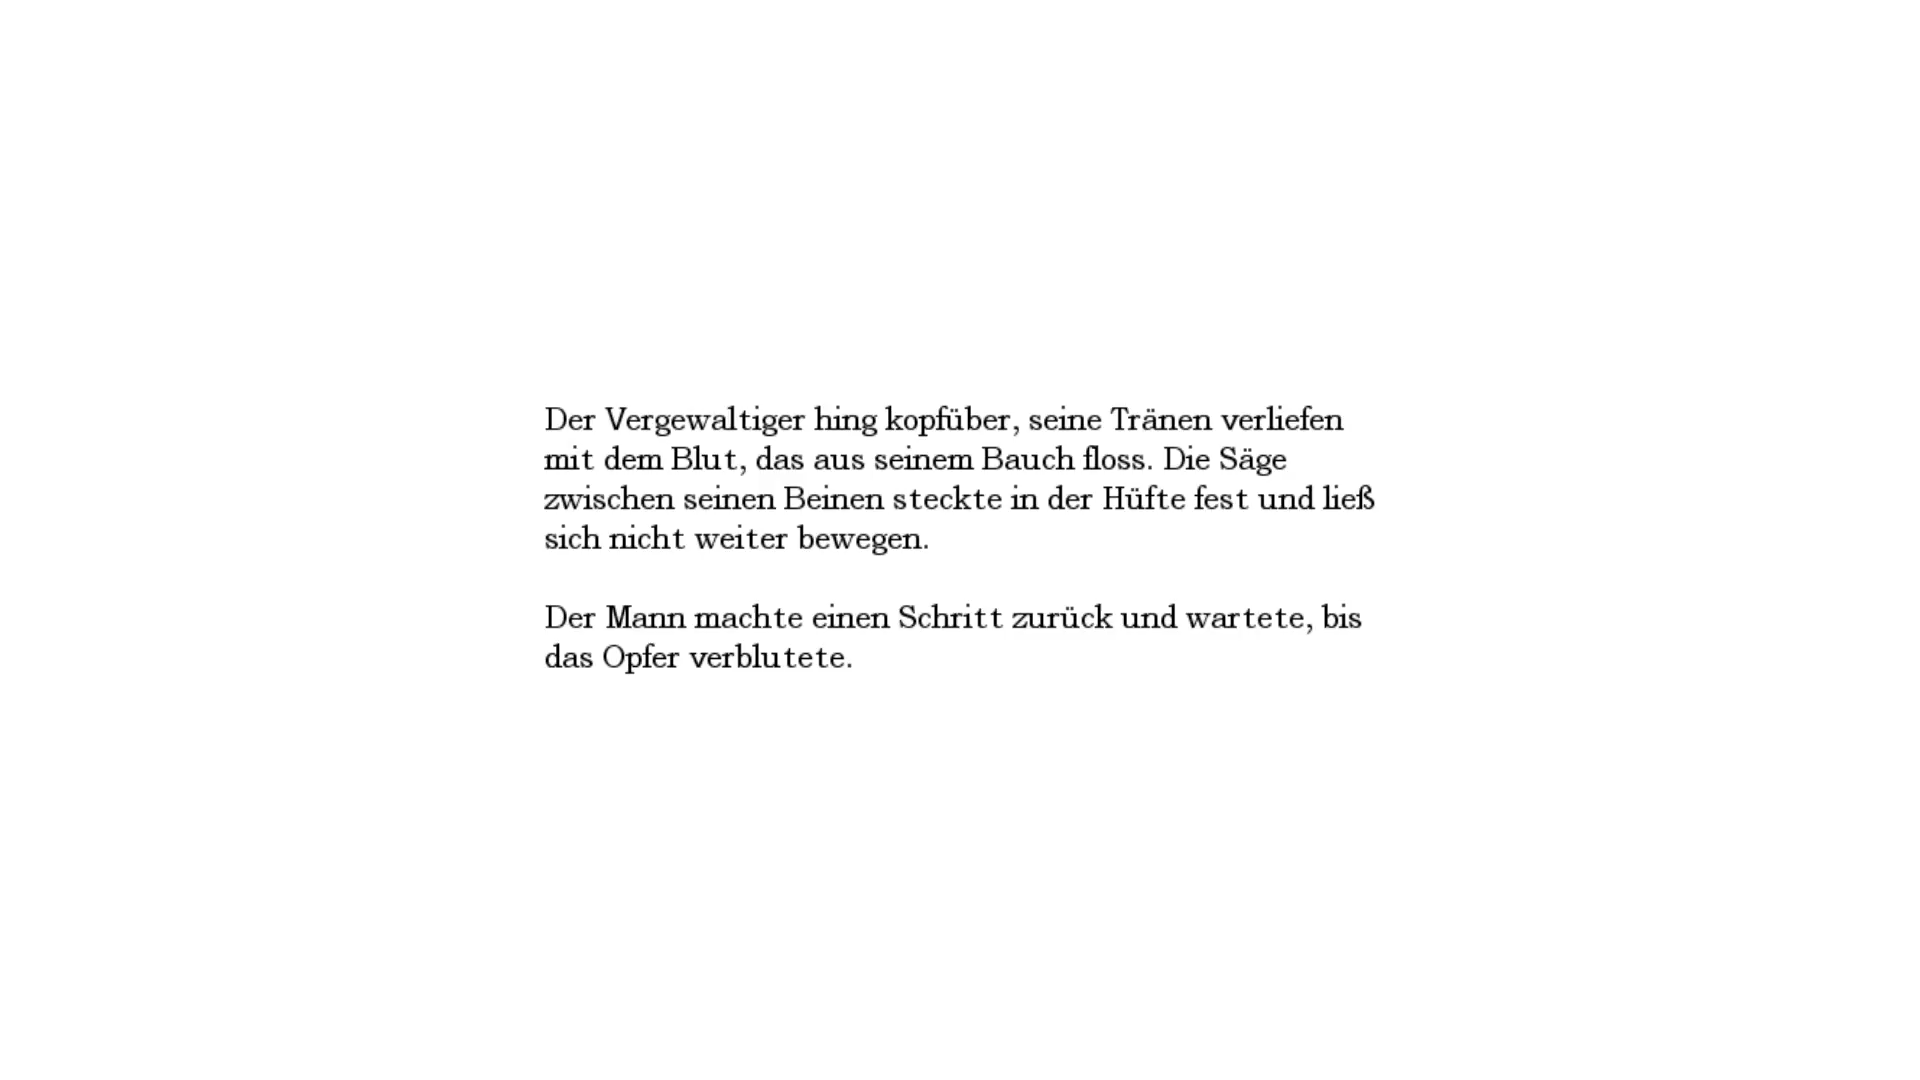 Der Vergewaltiger hing kopfüber, seine Tränen verliefen
mit dem Blut, das aus seinem Bauch floss. Die Säge
zwischen seinen Beinen steckte in der Hüfte fest und ließ
sich nicht weiter bewegen.
Der Mann machte einen Schritt zurück und wartete, bis
das Opfer verblutete.